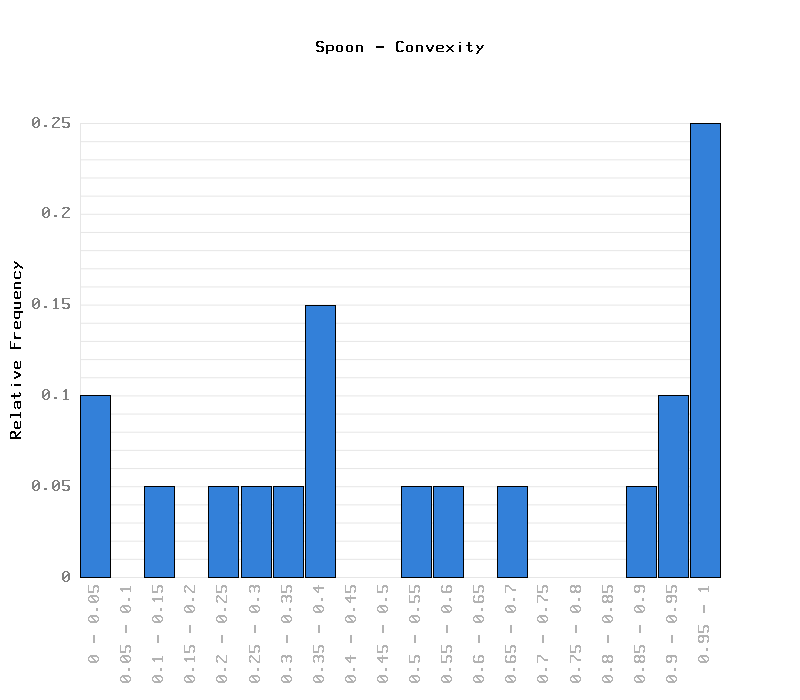 Spoon - Convexity
Relative Frequency
0.25
0.2
0.15
0.1
0.05
0
0 - 0.05
0.05 - 0.1
0.1 - 0.15
0.15 - 0.2
0.2 - 0.25
0.25 - 0.3
0.3 - 0.35
0.35 - 0.4
0.4 - 0.45
0.45 - 0.5
0.5 - 0.55
0.55 - 0.6
0.6 - 0.65
0.65 - 0.7
0.7 - 0.75
0.75 - 0.8
0.8 - 0.85
0.85 - 0.9
0.9 - 0.95
0.95 - 1